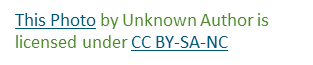 This Photo by Unknown Author is
licensed under CC BY-SA-NC